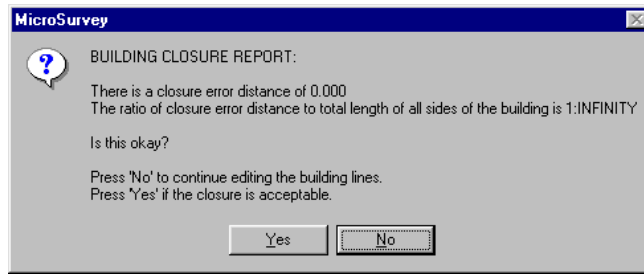 MicroSurvey
BUILDING CLOSURE REPORT:
There is a closure error distance of 0.000
The ratio of closure error distance to total length of all sides of the building is 1:INFINITY
Is this okay?
Press 'No' to continue editing the building lines.
Press 'Yes' if the closure is acceptable.
Yes No